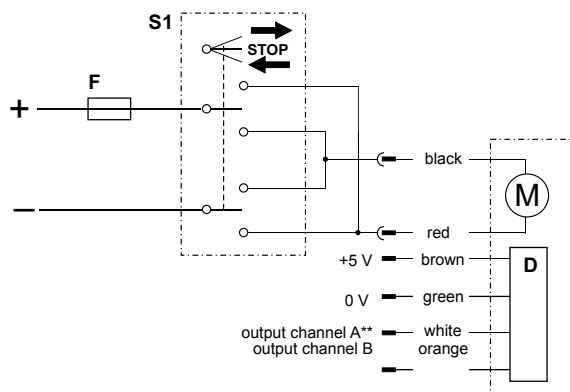 S1
STOP
F
+
−
black
M
red
+5 V
brown
D
0 V
green
output channel A**
white
output channel B
orange